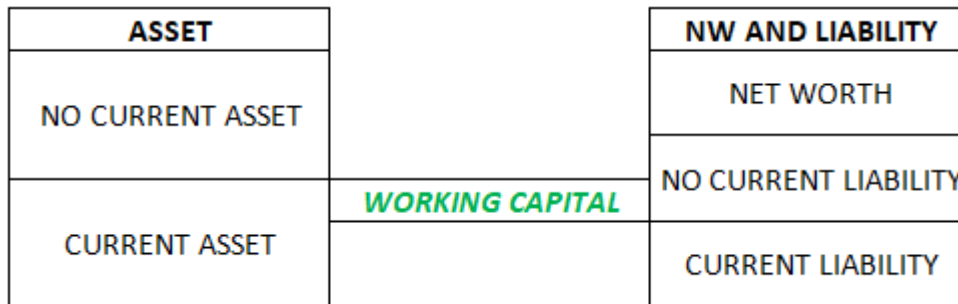 ASSET
NO CURRENT ASSET
CURRENT ASSET
WORKING CAPITAL
NW AND LIABILITY
NET WORTH
NO CURRENT LIABILITY
CURRENT LIABILITY